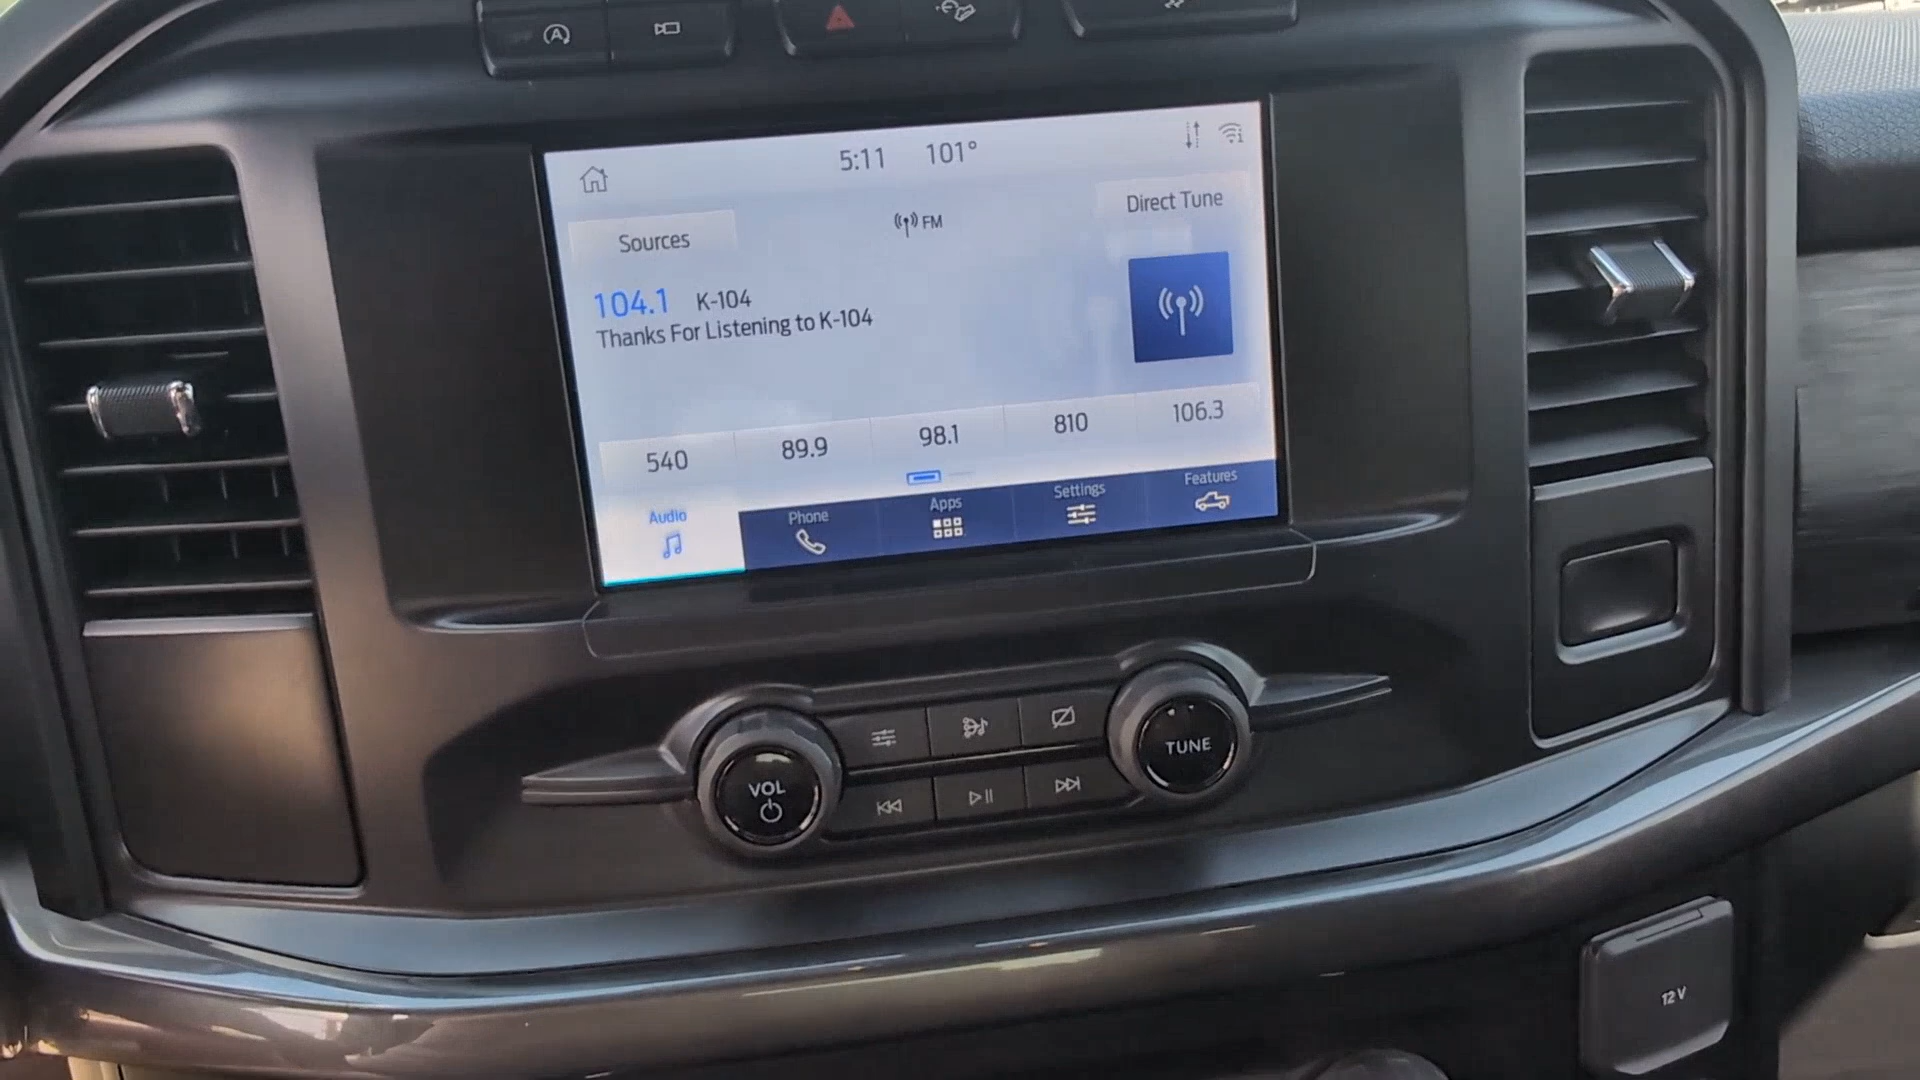 5:11 101°
Direct Tune
FM
Sources
104.1 K-104
Thanks For Listening to K-104
540 89.9 98.1 810 106.3
Audio Phone Apps Settings Features
VOL
TUNE
12V